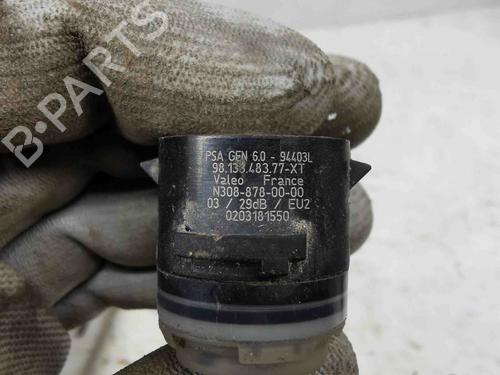 B-Parts
PSA GEN 6.0 - 94403L
98.133.483.77-XT
Valeo France
N308-878-00-00
03 / 29dB / EU2
0203181550